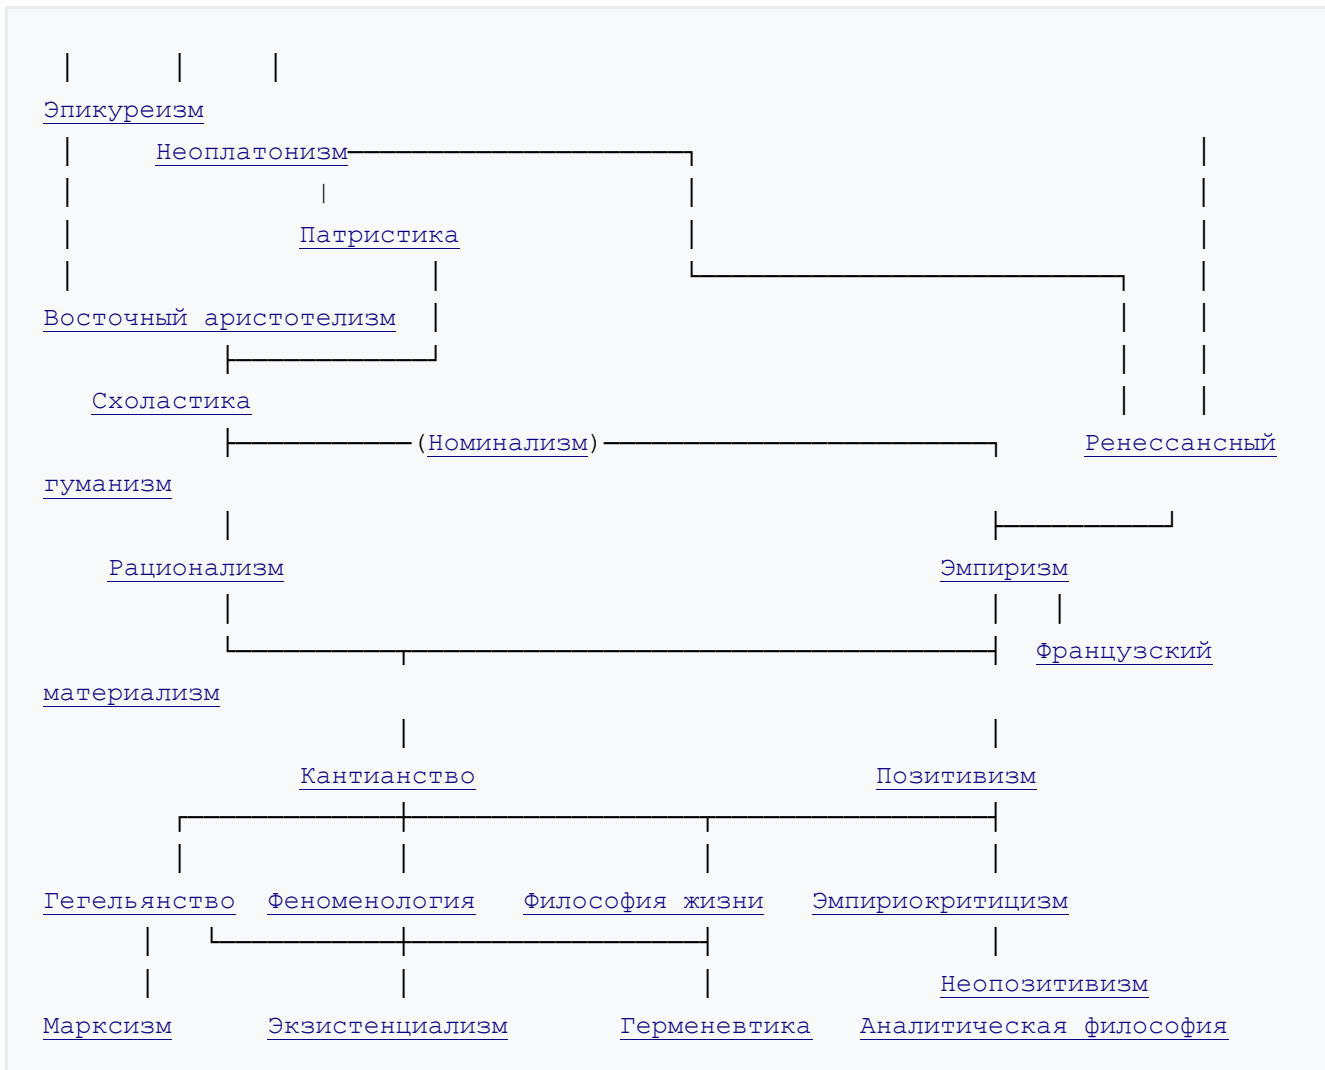 Эпикуреизм
Неоплатонизм
Патристика
Восточный аристотелизм
Схоластика
(Номинализм) Ренессансный
гуманизм
Рационализм Эмпиризм
Французский
материализм
Кантианство Позитивизм
Гегельянство Феноменология Философия жизни Эмпириокритицизм
Неопозитивизм
Марксизм Экзистенциализм Герменевтика Аналитическая философия